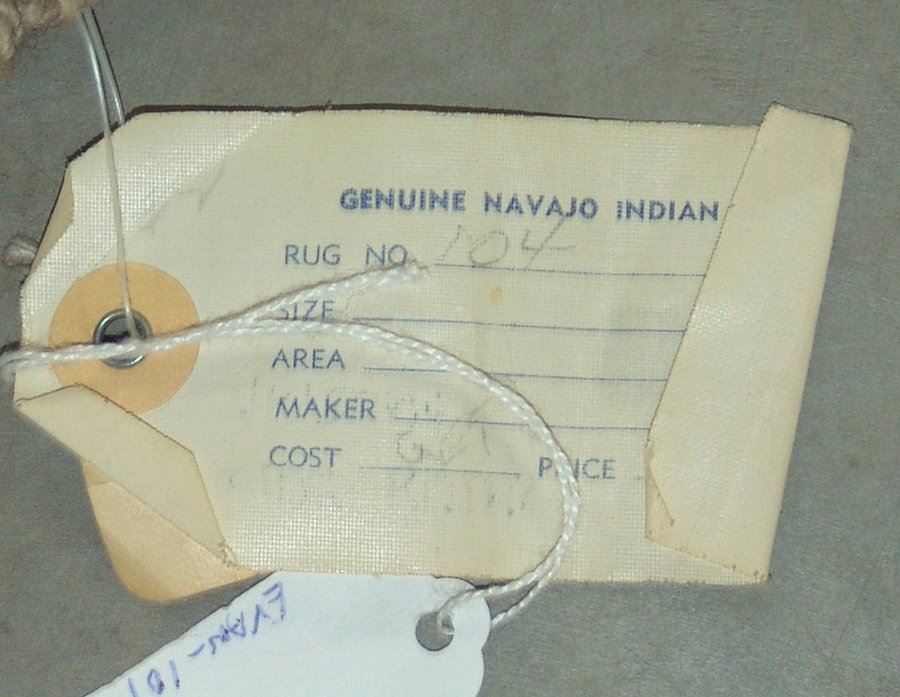 GENUINE NAVAJO INDIAN
RUG NO 104
SIZE
AREA
MAKER
COST PRICE
EVANS-101